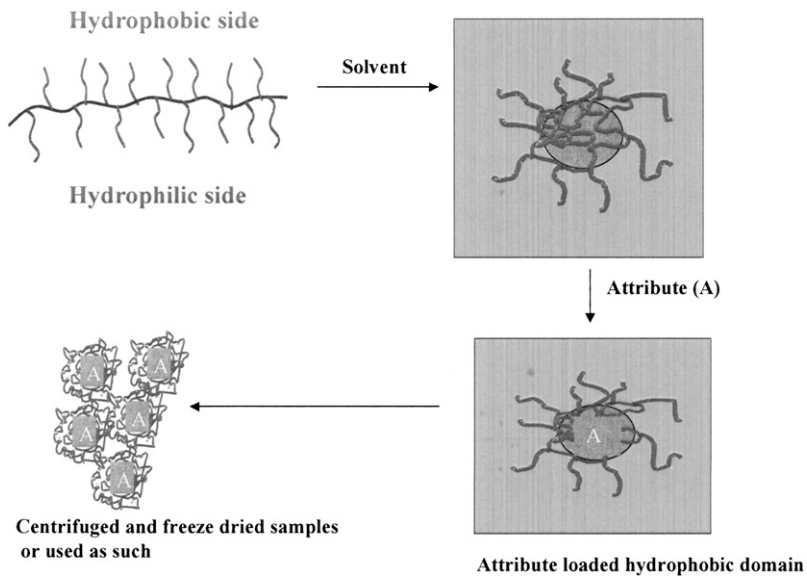 Hydrophobic side
Solvent
Hydrophilic side
Attribute (A)
A
A
A
A
A
A
Centrifuged and freeze dried samples
or used as such
Attribute loaded hydrophobic domain